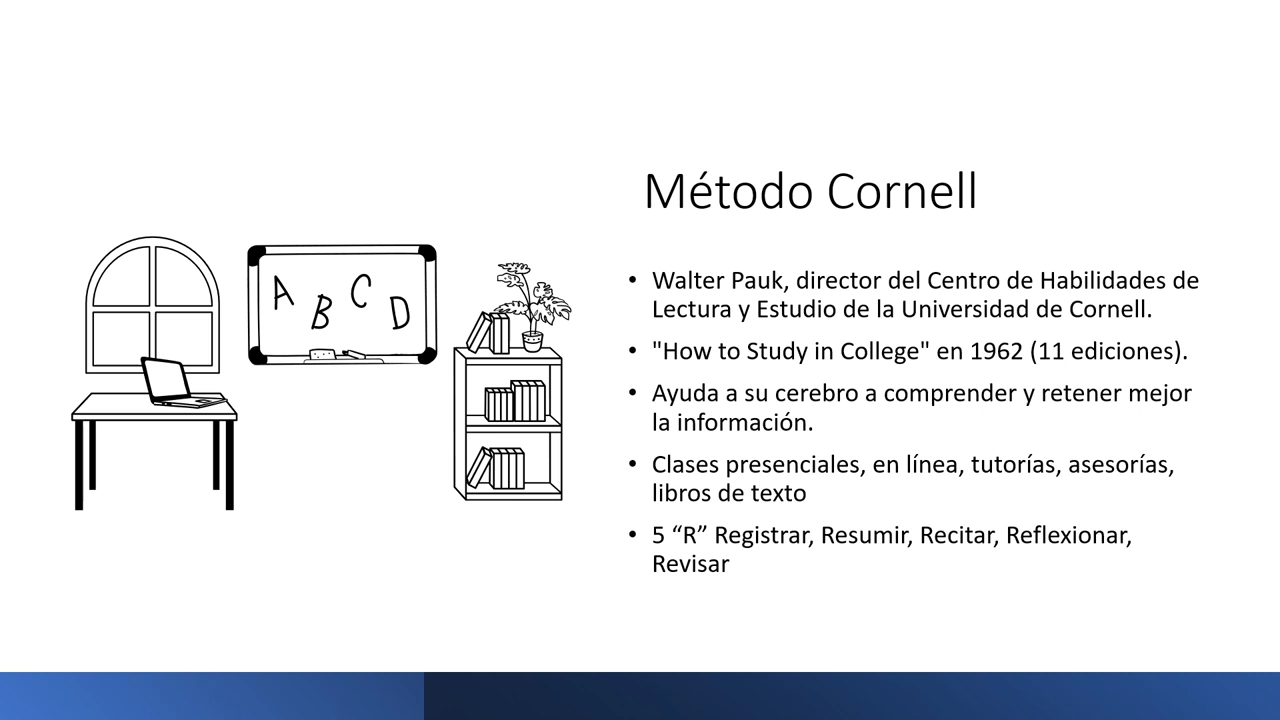 Método Cornell
A B C D
• Walter Pauk, director del Centro de Habilidades de
Lectura y Estudio de la Universidad de Cornell.
• "How to Study in College" en 1962 (11 ediciones).
• Ayuda a su cerebro a comprender y retener mejor
la información.
• Clases presenciales, en línea, tutorías, asesorías,
libros de texto
• 5 “R” Registrar, Resumir, Recitar, Reflexionar,
Revisar